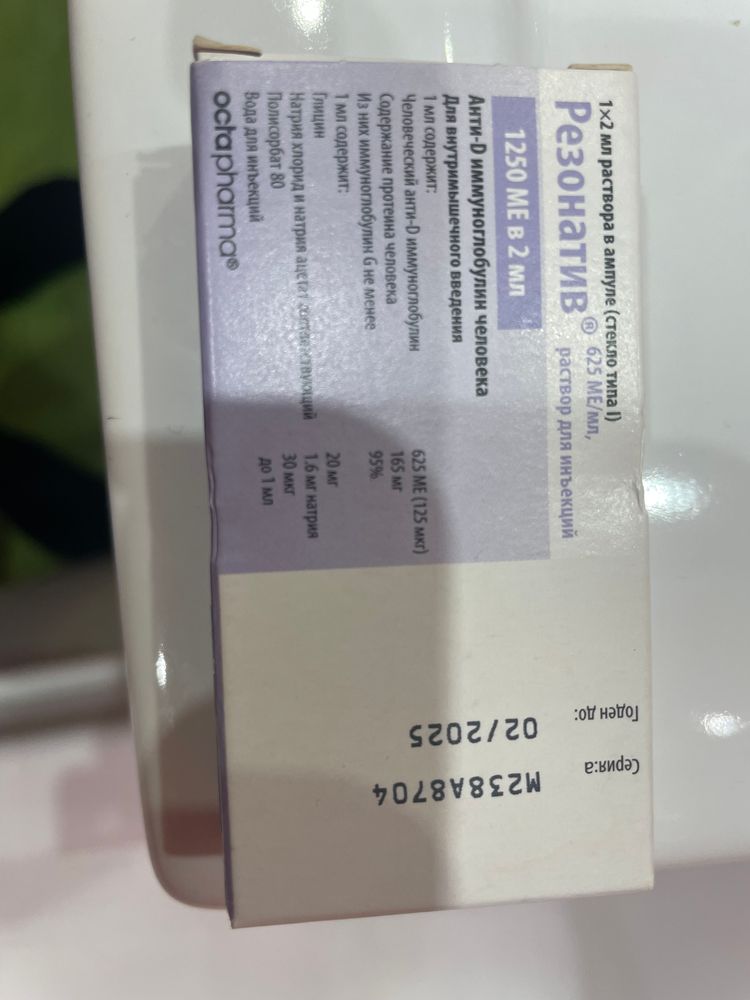 1×2 мл раствора в ампуле (стекло типа I)
Резонатив® 625 МЕ/мл,
раствор для инъекций
1250 МЕ в 2 мл
Анти-D иммуноглобулин человека
Для внутримышечного введения
1 мл содержит:
Человеческий анти-D иммуноглобулин 625 МЕ (125 мкг)
Содержание протеина человека 165 мг
Из них иммуноглобулин G не менее 95%
1 мл содержит:
Глицин 20 мг
Натрия хлорид и натрия ацетат соответствующий 1.6 мг натрия
Полисорбат 80 30 мкг
Вода для инъекций до 1 мл
octapharma®
Годен до:
02/2025
Серия:a
M238A8704